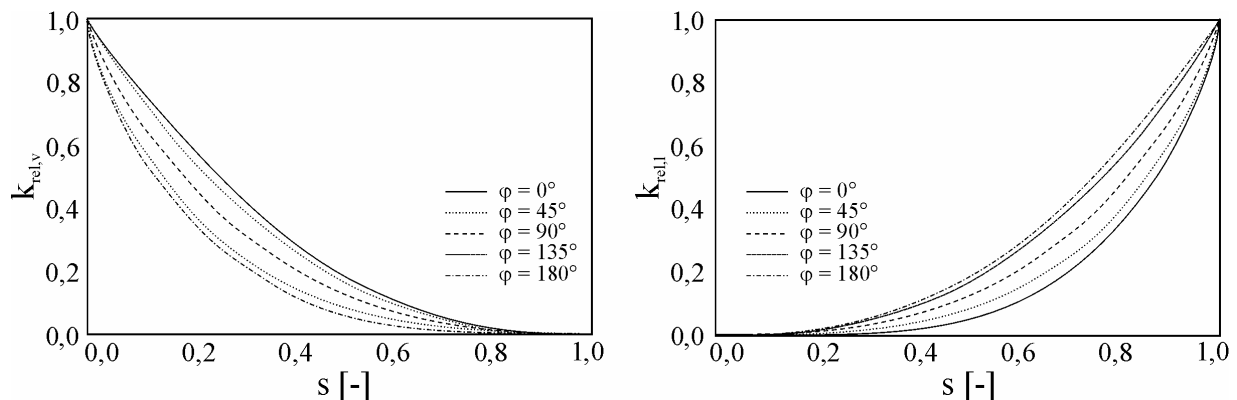 1,0
0,8
0,6
0,4
0,2
0,0
k_rel,v
φ = 0°
φ = 45°
φ = 90°
φ = 135°
φ = 180°
0,0 0,2 0,4 0,6 0,8 1,0
s [-]
1,0
0,8
0,6
0,4
0,2
0,0
k_rel,l
φ = 0°
φ = 45°
φ = 90°
φ = 135°
φ = 180°
0,0 0,2 0,4 0,6 0,8 1,0
s [-]